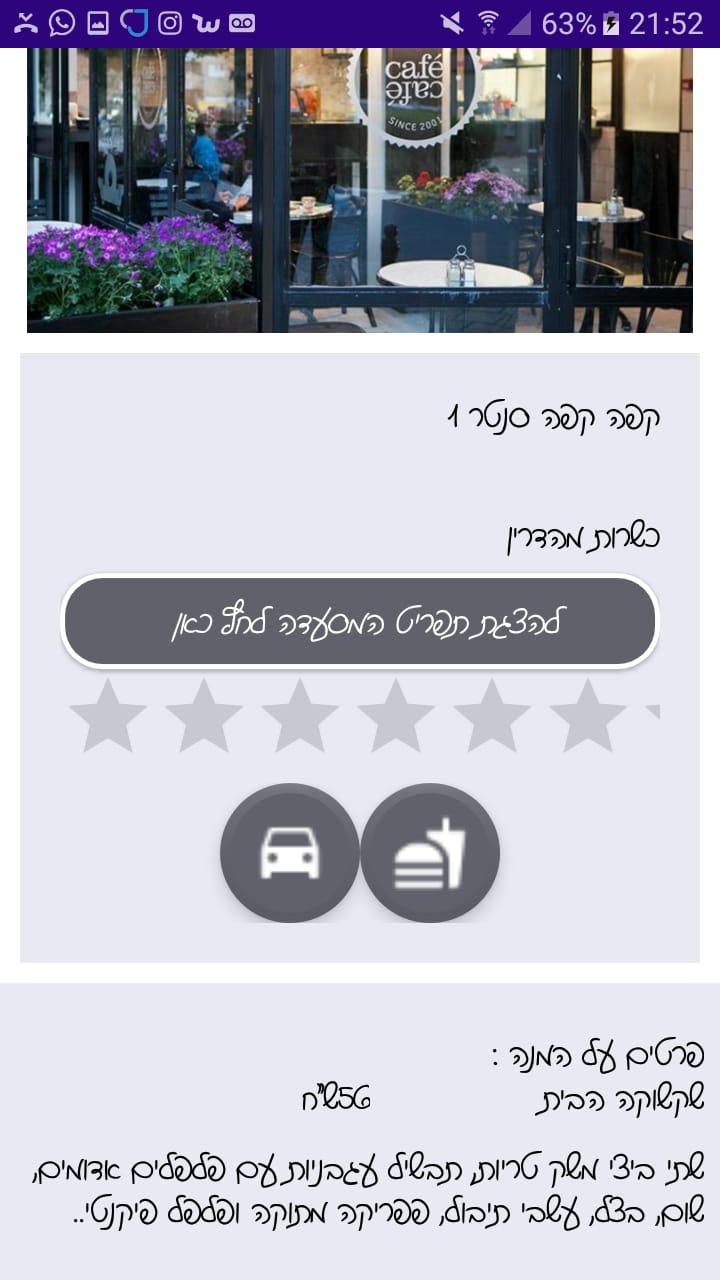 63% 21:52
café
café
SINCE 2001
קפה קפה סנטר 1
כשרות מהדרין
להצגת תפריט המסעדה לחץ כאן
פרטים על המנה :
שקשוקה הבית 56ש"ח
שתי ביצי משק טריות, תבשיל עגבניות עם פלפלים אדומים,
שום, בצל, עשבי תיבול, פפריקה מתוקה ופלפל פיקנטי..